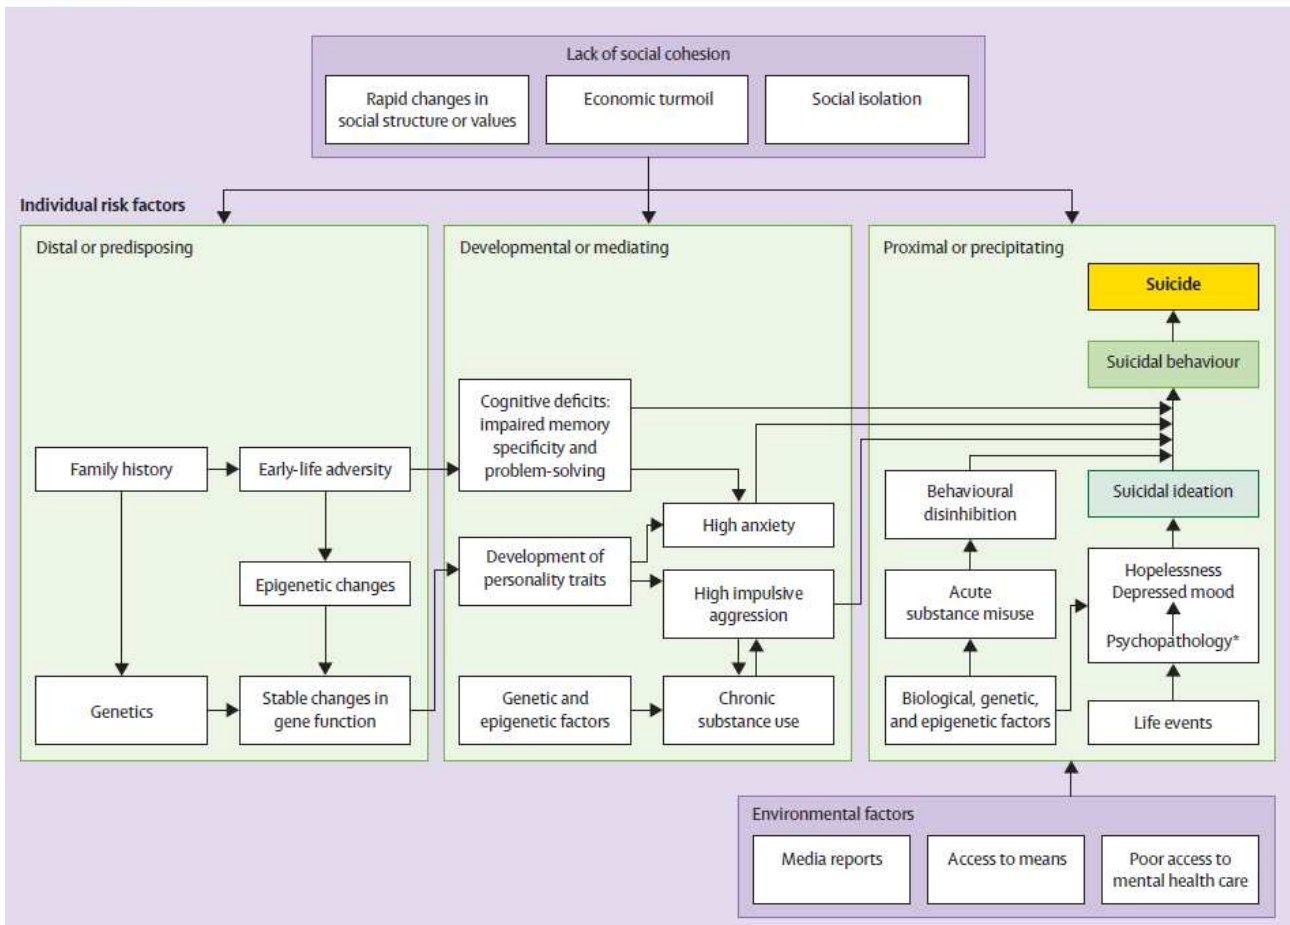 Lack of social cohesion
Rapid changes in
social structure or values
Economic turmoil
Social isolation
Individual risk factors
Distal or predisposing
Family history
Early-life adversity
Epigenetic changes
Genetics
Stable changes in
gene function
Developmental or mediating
Cognitive deficits:
impaired memory
specificity and
problem-solving
High anxiety
Development of
personality traits
High impulsive
aggression
Genetic and
epigenetic factors
Chronic
substance use
Proximal or precipitating
Suicide
Suicidal behaviour
Behavioural
disinhibition
Suicidal ideation
Acute
substance misuse
Hopelessness
Depressed mood
Psychopathology*
Biological, genetic,
and epigenetic factors
Life events
Environmental factors
Media reports
Access to means
Poor access to
mental health care